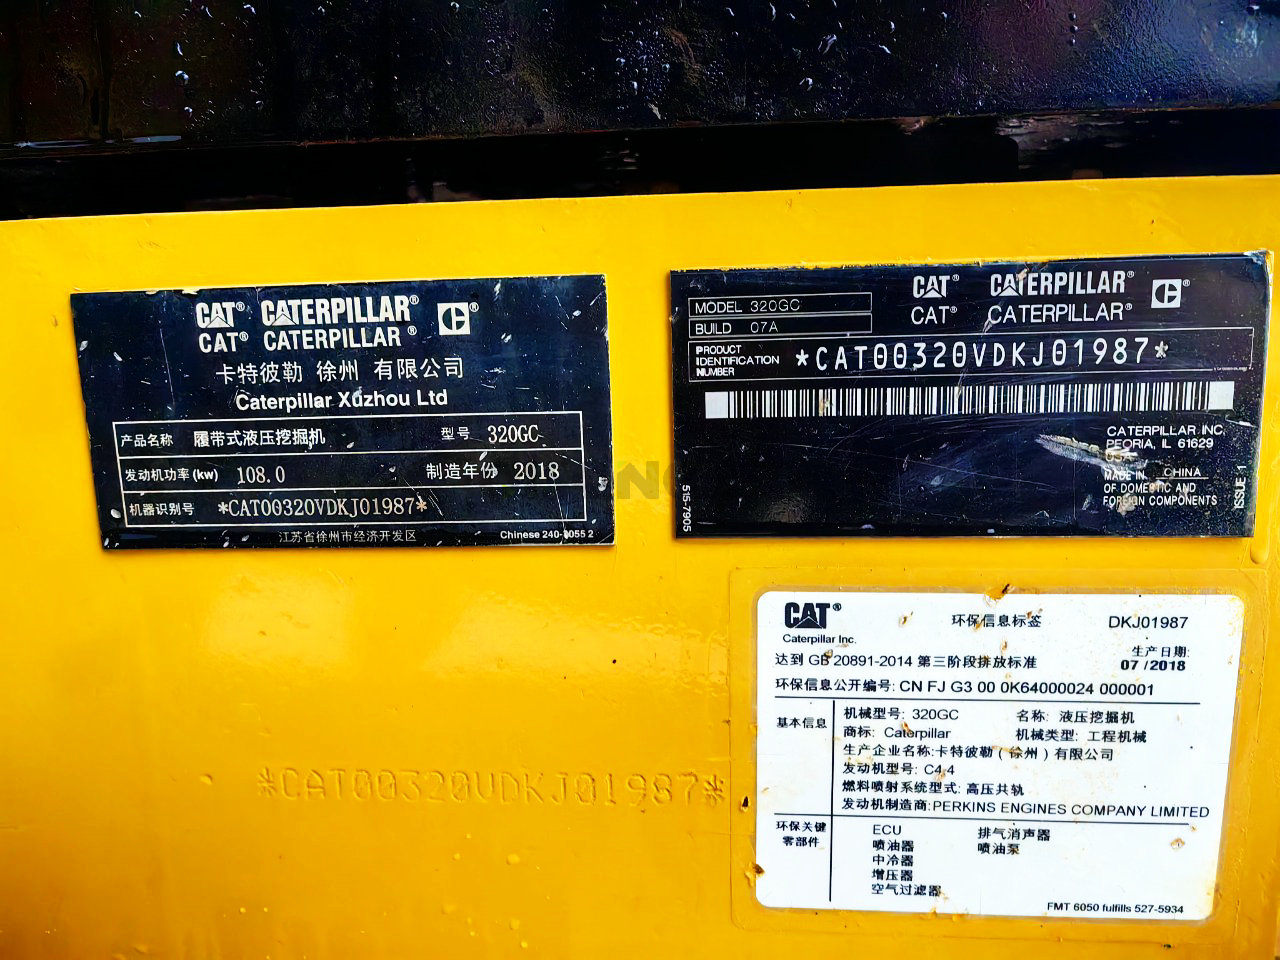 CAT® CATERPILLAR®
CAT® CATERPILLAR®
卡特彼勒 徐州 有限公司
Caterpillar Xuzhou Ltd
产品名称 履带式液压挖掘机 型号 320GC
发动机功率(kw) 108.0 制造年份 2018
机器识别号 *CAT00320VDKJ01987*
江苏省徐州市经济开发区 Chinese 240-8055 2
CAT® CATERPILLAR®
CAT® CATERPILLAR®
MODEL 320GC
BUILD 07A
PRODUCT
IDENTIFICATION
NUMBER
*CAT00320VDKJ01987*
CATERPILLAR INC.
PEORIA, IL 61629
MADE IN CHINA
OF DOMESTIC AND
FOREIGN COMPONENTS
ISSUE 1
515-7905
CAT® 环保信息标签 DKJ01987
Caterpillar Inc.
生产日期:
07/2018
达到 GB 20891-2014 第三阶段排放标准
环保信息公开编号: CN FJ G3 00 0K64000024 000001
基本信息
机械型号: 320GC 名称: 液压挖掘机
商标: Caterpillar 机械类型: 工程机械
生产企业名称:卡特彼勒(徐州)有限公司
发动机型号: C4.4
燃料喷射系统型式: 高压共轨
发动机制造商:PERKINS ENGINES COMPANY LIMITED
环保关键
零部件
ECU 排气消声器
喷油器 喷油泵
中冷器
增压器
空气过滤器
FMT 6050 fulfills 527-5934
*CAT00320VDKJ01987*